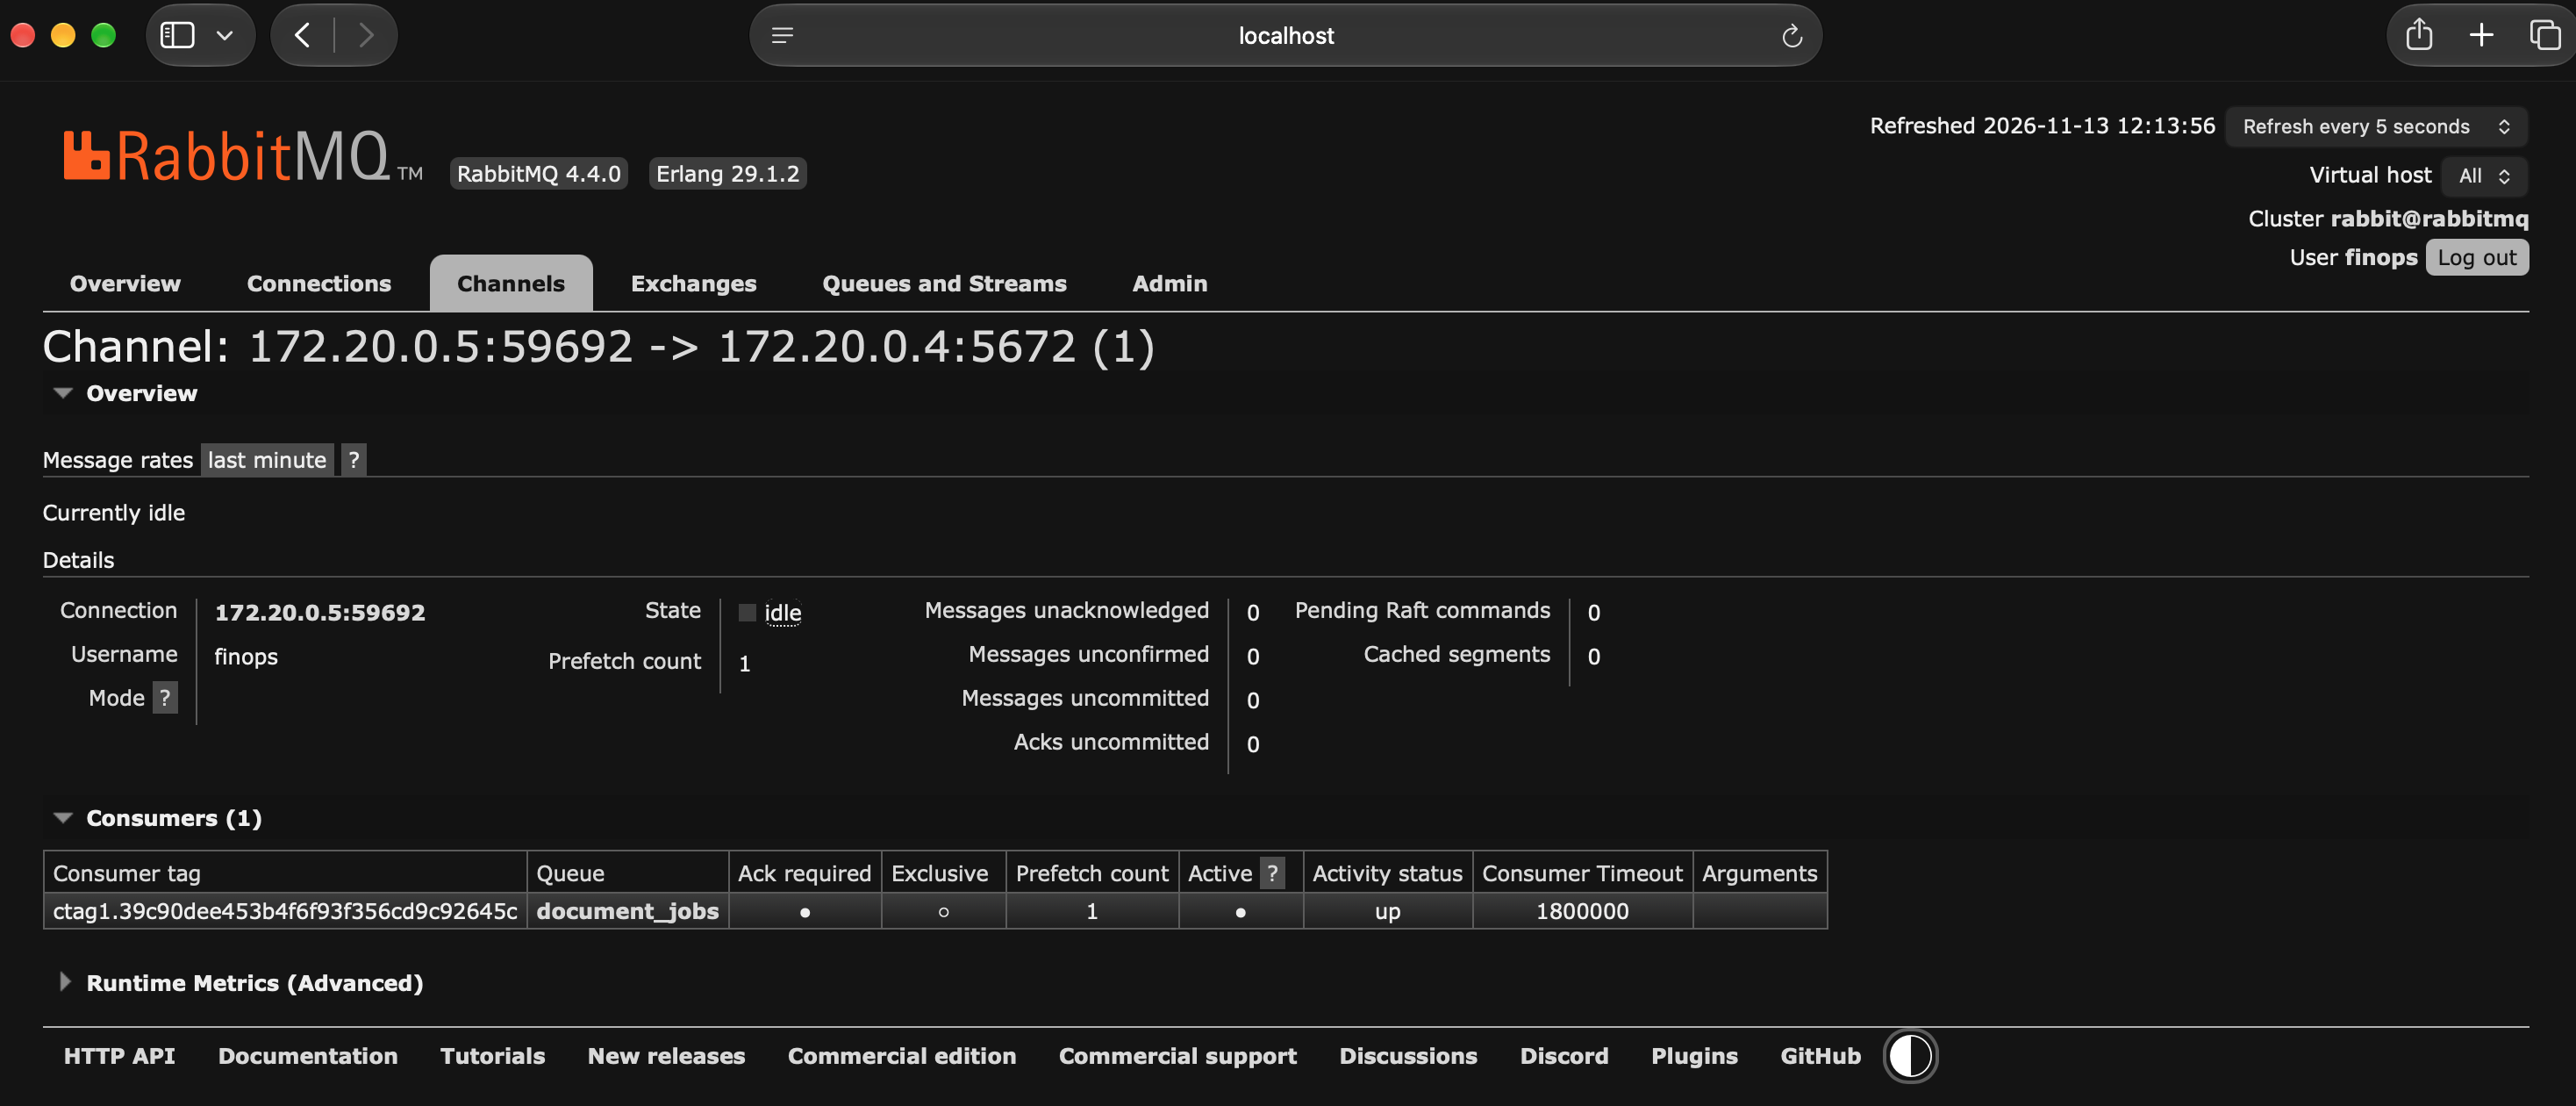 localhost
Refreshed 2026-11-13 12:13:56 Refresh every 5 seconds
RabbitMQ TM RabbitMQ 4.4.0 Erlang 29.1.2
Virtual host All
Cluster rabbit@rabbitmq
User finops Log out
Overview Connections Channels Exchanges Queues and Streams Admin
Channel: 172.20.0.5:59692 -> 172.20.0.4:5672 (1)
Overview
Message rates last minute ?
Currently idle
Details
Connection 172.20.0.5:59692 State idle Messages unacknowledged 0 Pending Raft commands 0
Username finops Prefetch count 1 Messages unconfirmed 0 Cached segments 0
Mode ? Messages uncommitted 0
Acks uncommitted 0
Consumers (1)
Consumer tag Queue Ack required Exclusive Prefetch count Active ? Activity status Consumer Timeout Arguments
ctag1.39c90dee453b4f6f93f356cd9c92645c document_jobs ● ○ 1 ● up 1800000
Runtime Metrics (Advanced)
HTTP API Documentation Tutorials New releases Commercial edition Commercial support Discussions Discord Plugins GitHub